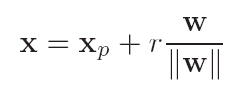 x = x_p + r w / ‖w‖